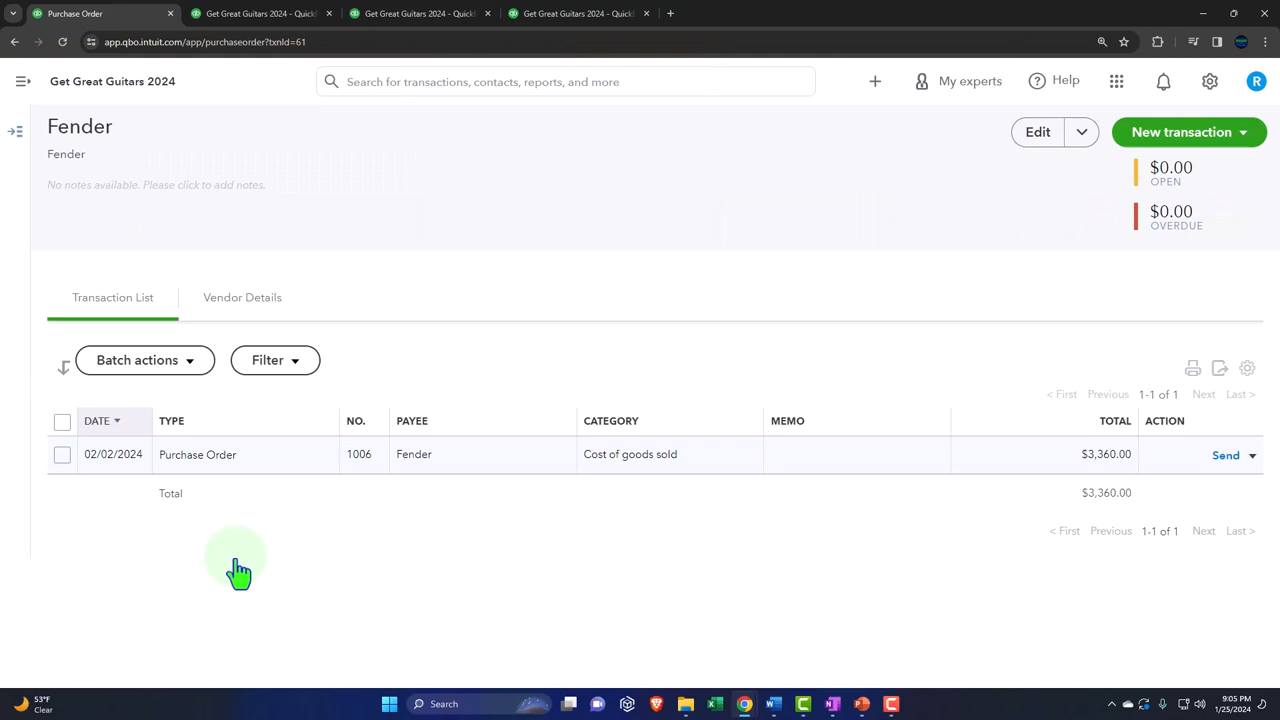 Purchase Order
Get Great Guitars 2024 - QuickB
Get Great Guitars 2024 - QuickB
Get Great Guitars 2024 - QuickB
app.qbo.intuit.com/app/purchaseorder?txnId=61
Get Great Guitars 2024
Search for transactions, contacts, reports, and more
My experts
Help
R
Fender
Edit
New transaction
Fender
No notes available. Please click to add notes.
$0.00
OPEN
$0.00
OVERDUE
Transaction List
Vendor Details
Batch actions
Filter
< First Previous 1-1 of 1 Next Last >
DATE TYPE NO. PAYEE CATEGORY MEMO TOTAL ACTION
02/02/2024 Purchase Order 1006 Fender Cost of goods sold $3,360.00 Send
Total $3,360.00
< First Previous 1-1 of 1 Next Last >
53°F
Clear
Search
9:05 PM
1/25/2024